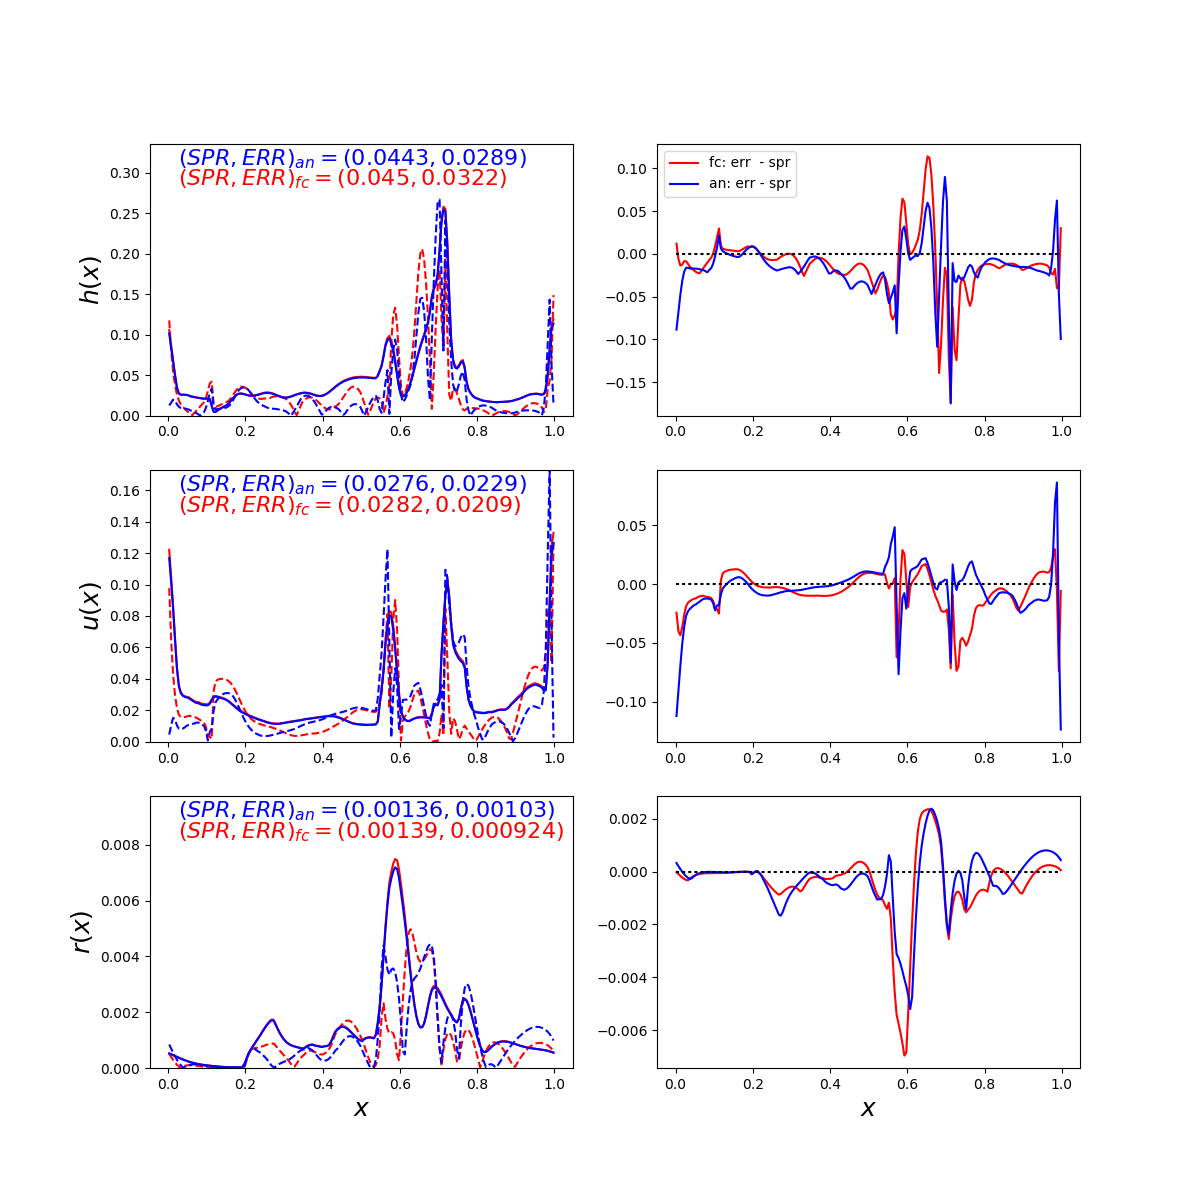 (SPR, ERR)an = (0.0443, 0.0289)
(SPR, ERR)fc = (0.045, 0.0322)
h(x)
0.30
0.25
0.20
0.15
0.10
0.05
0.00
0.0 0.2 0.4 0.6 0.8 1.0
fc: err - spr
an: err - spr
0.10
0.05
0.00
−0.05
−0.10
−0.15
0.0 0.2 0.4 0.6 0.8 1.0
(SPR, ERR)an = (0.0276, 0.0229)
(SPR, ERR)fc = (0.0282, 0.0209)
u(x)
0.16
0.14
0.12
0.10
0.08
0.06
0.04
0.02
0.00
0.0 0.2 0.4 0.6 0.8 1.0
0.05
0.00
−0.05
−0.10
0.0 0.2 0.4 0.6 0.8 1.0
(SPR, ERR)an = (0.00136, 0.00103)
(SPR, ERR)fc = (0.00139, 0.000924)
r(x)
0.008
0.006
0.004
0.002
0.000
0.0 0.2 0.4 0.6 0.8 1.0
x
0.002
0.000
−0.002
−0.004
−0.006
0.0 0.2 0.4 0.6 0.8 1.0
x